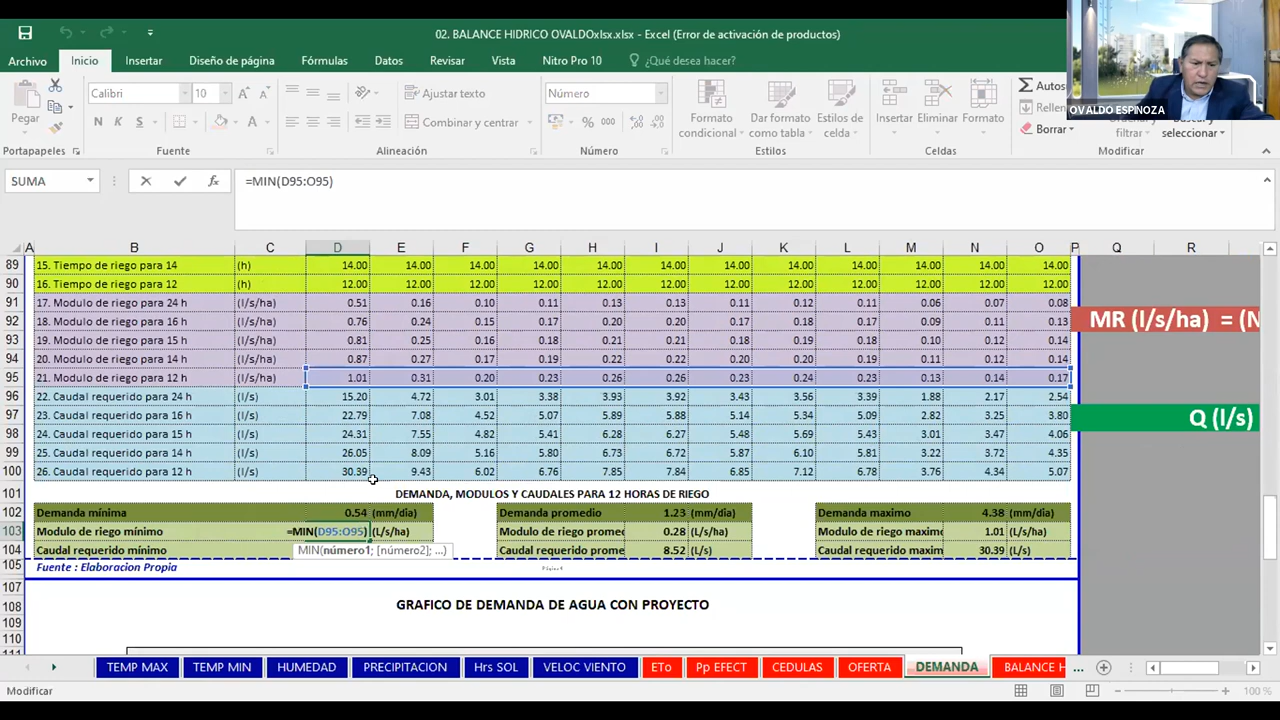 02. BALANCE HIDRICO OVALDOxlsx.xlsx - Excel (Error de activación de productos)
Archivo Inicio Insertar Diseño de página Fórmulas Datos Revisar Vista Nitro Pro 10 ¿Qué desea hacer?
OVALDO ESPINOZA
Pegar Calibri 10 A A Ajustar texto Número Formato Dar formato Estilos de Insertar Eliminar Formato Autos
N K S Combinar y centrar % 000 condicional como tabla celda Rellen
Borrar filtrar seleccionar
Portapapeles Fuente Alineación Número Estilos Celdas Modificar
SUMA fx =MIN(D95:O95)
A B C D E F G H I J K L M N O P Q R
89 15. Tiempo de riego para 14 (h) 14.00 14.00 14.00 14.00 14.00 14.00 14.00 14.00 14.00 14.00 14.00 14.00
90 16. Tiempo de riego para 12 (h) 12.00 12.00 12.00 12.00 12.00 12.00 12.00 12.00 12.00 12.00 12.00 12.00
91 17. Modulo de riego para 24 h (l/s/ha) 0.51 0.16 0.10 0.11 0.13 0.13 0.11 0.12 0.11 0.06 0.07 0.08
92 18. Modulo de riego para 16 h (l/s/ha) 0.76 0.24 0.15 0.17 0.20 0.20 0.17 0.18 0.17 0.09 0.11 0.13 MR (l/s/ha) = (N
93 19. Modulo de riego para 15 h (l/s/ha) 0.81 0.25 0.16 0.18 0.21 0.21 0.18 0.19 0.18 0.10 0.12 0.14
94 20. Modulo de riego para 14 h (l/s/ha) 0.87 0.27 0.17 0.19 0.22 0.22 0.20 0.20 0.19 0.11 0.12 0.14
95 21. Modulo de riego para 12 h (l/s/ha) 1.01 0.31 0.20 0.23 0.26 0.26 0.23 0.24 0.23 0.13 0.14 0.17
96 22. Caudal requerido para 24 h (l/s) 15.20 4.72 3.01 3.38 3.93 3.92 3.43 3.56 3.39 1.88 2.17 2.54
97 23. Caudal requerido para 16 h (l/s) 22.79 7.08 4.52 5.07 5.89 5.88 5.14 5.34 5.09 2.82 3.25 3.80 Q (l/s)
98 24. Caudal requerido para 15 h (l/s) 24.31 7.55 4.82 5.41 6.28 6.27 5.48 5.69 5.43 3.01 3.47 4.06
99 25. Caudal requerido para 14 h (l/s) 26.05 8.09 5.16 5.80 6.73 6.72 5.87 6.10 5.81 3.22 3.72 4.35
100 26. Caudal requerido para 12 h (l/s) 30.39 9.43 6.02 6.76 7.85 7.84 6.85 7.12 6.78 3.76 4.34 5.07
101 DEMANDA, MODULOS Y CAUDALES PARA 12 HORAS DE RIEGO
102 Demanda mínima 0.54 (mm/dia) Demanda promedio 1.23 (mm/dia) Demanda maximo 4.38 (mm/dia)
103 Modulo de riego mínimo =MIN(D95:O95) (L/s/ha) Modulo de riego prome 0.28 (L/s/ha) Modulo de riego maxim 1.01 (L/s/ha)
104 Caudal requerido mínimo MIN(número1; [número2]; ...) Caudal requerido prome 8.52 (L/s) Caudal requerido maxim 30.39 (L/s)
105 Fuente : Elaboracion Propia
107
108 GRAFICO DE DEMANDA DE AGUA CON PROYECTO
109
110
TEMP MAX TEMP MIN HUMEDAD PRECIPITACION Hrs SOL VELOC VIENTO ETo Pp EFECT CEDULAS OFERTA DEMANDA BALANCE H ...
Modificar 100 %